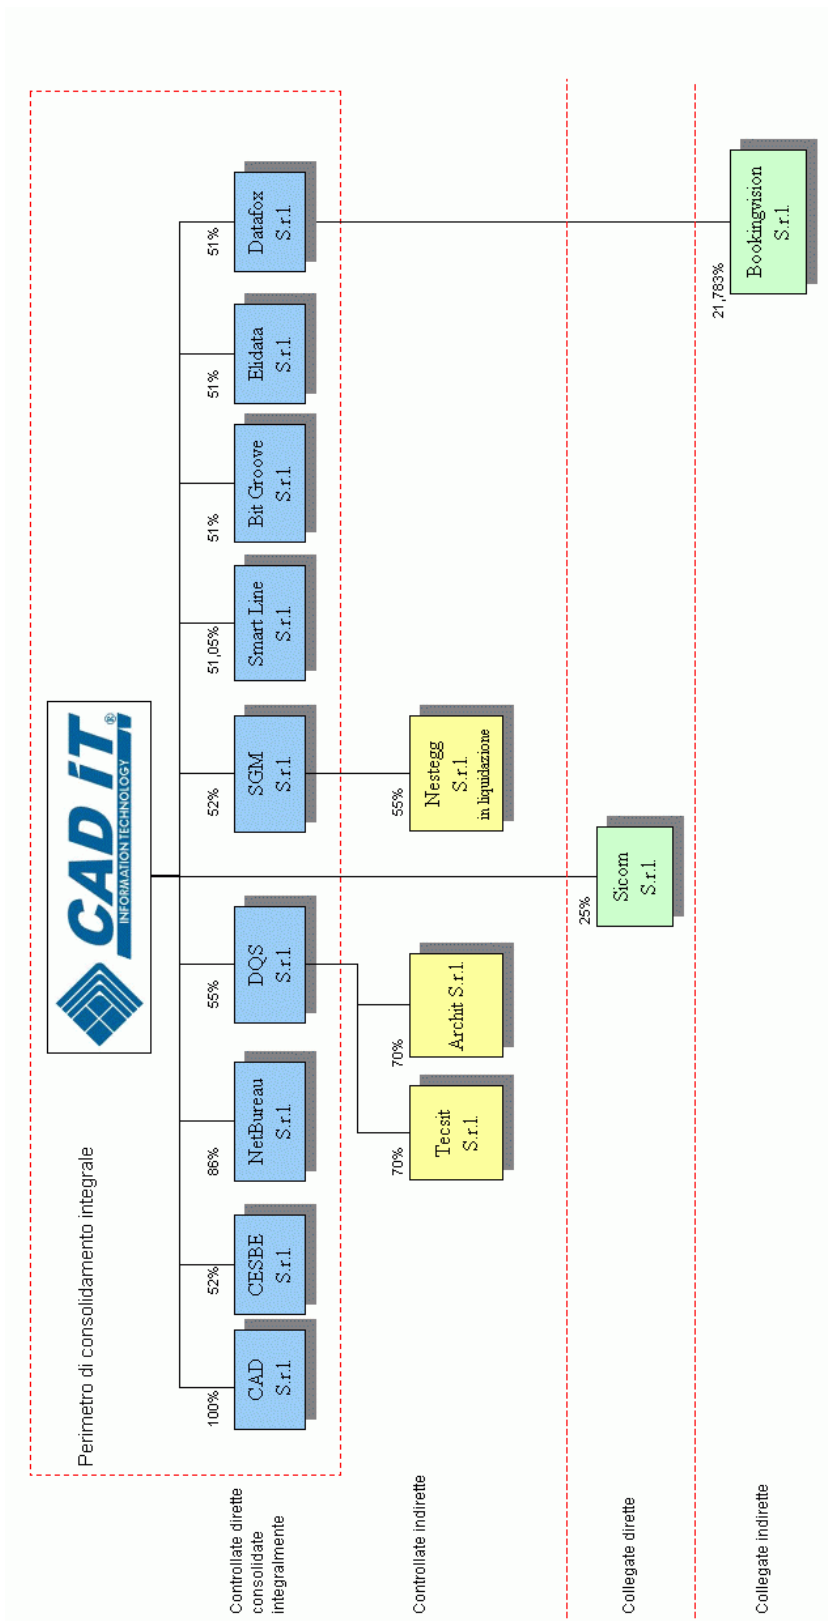 CAD iT®
INFORMATION TECHNOLOGY
Perimetro di consolidamento integrale
Controllate dirette
consolidate
integralmente
100%
CAD
S.r.l.
52%
CESBE
S.r.l.
86%
NetBureau
S.r.l.
55%
DQS
S.r.l.
52%
SGM
S.r.l.
51,05%
Smart Line
S.r.l.
51%
Bit Groove
S.r.l.
51%
Elidata
S.r.l.
51%
Datafox
S.r.l.
Controllate indirette
70%
Tecsit
S.r.l.
70%
Archit S.r.l.
55%
Nestegg
S.r.l.
in liquidazione
Collegate dirette
25%
Sicom
S.r.l.
Collegate indirette
21,783%
Bookingvision
S.r.l.